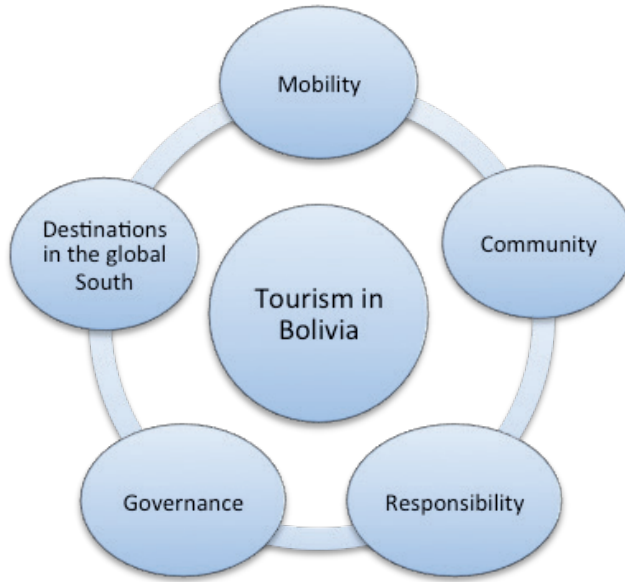 Mobility
Community
Responsibility
Governance
Destinations
in the global
South
Tourism in
Bolivia